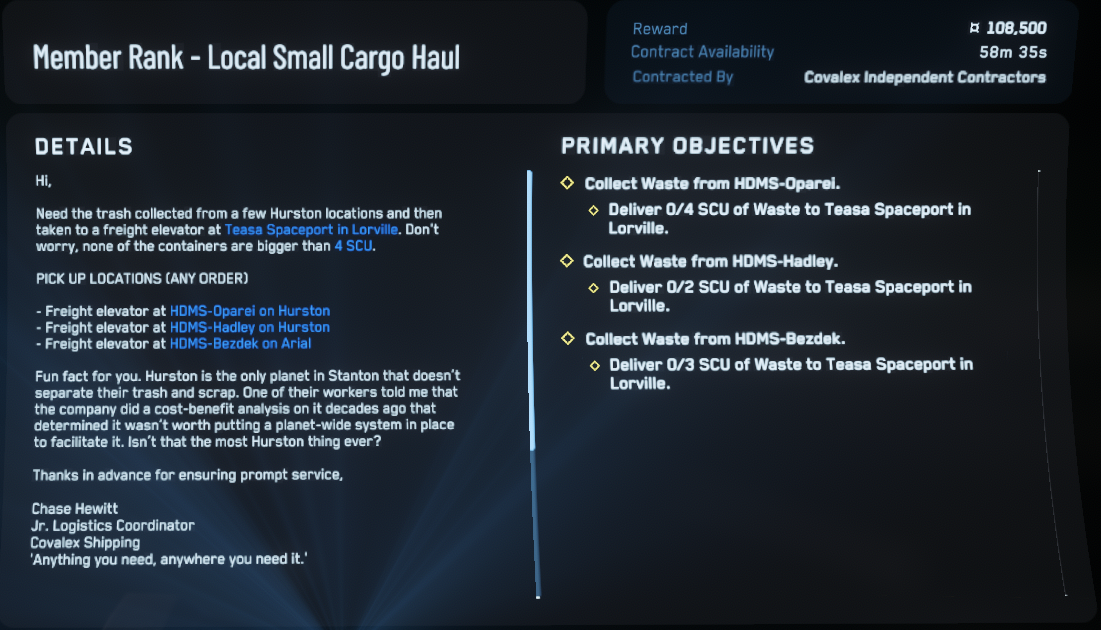 Member Rank - Local Small Cargo Haul
Reward
¤ 108,500
Contract Availability
58m 35s
Contracted By
Covalex Independent Contractors
DETAILS
Hi,
Need the trash collected from a few Hurston locations and then
taken to a freight elevator at Teasa Spaceport in Lorville. Don't
worry, none of the containers are bigger than 4 SCU.
PICK UP LOCATIONS (ANY ORDER)
- Freight elevator at HDMS-Oparei on Hurston
- Freight elevator at HDMS-Hadley on Hurston
- Freight elevator at HDMS-Bezdek on Arial
Fun fact for you. Hurston is the only planet in Stanton that doesn't
separate their trash and scrap. One of their workers told me that
the company did a cost-benefit analysis on it decades ago that
determined it wasn't worth putting a planet-wide system in place
to facilitate it. Isn't that the most Hurston thing ever?
Thanks in advance for ensuring prompt service,
Chase Hewitt
Jr. Logistics Coordinator
Covalex Shipping
'Anything you need, anywhere you need it.'
PRIMARY OBJECTIVES
Collect Waste from HDMS-Oparei.
Deliver 0/4 SCU of Waste to Teasa Spaceport in
Lorville.
Collect Waste from HDMS-Hadley.
Deliver 0/2 SCU of Waste to Teasa Spaceport in
Lorville.
Collect Waste from HDMS-Bezdek.
Deliver 0/3 SCU of Waste to Teasa Spaceport in
Lorville.